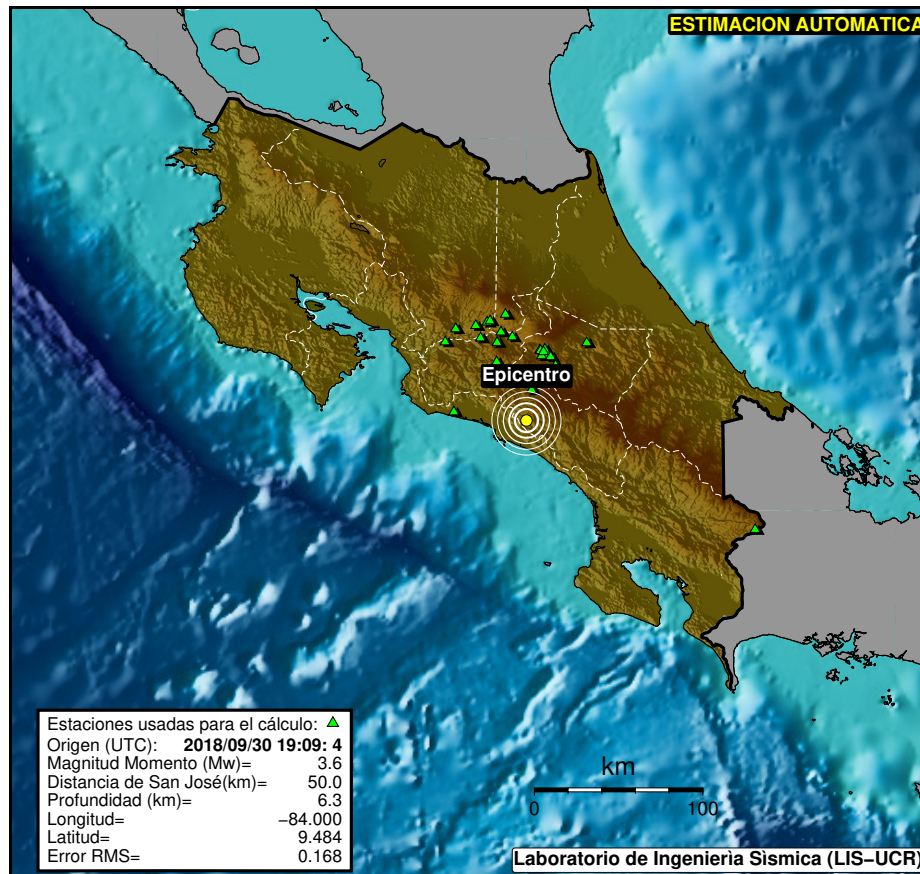 ESTIMACION AUTOMATICA
Epicentro
Estaciones usadas para el cálculo:
Origen (UTC): 2018/09/30 19:09: 4
Magnitud Momento (Mw)= 3.6
Distancia de San José(km)= 50.0
Profundidad (km)= 6.3
Longitud= −84.000
Latitud= 9.484
Error RMS= 0.168
km
0 100
Laboratorio de Ingenierìa Sìsmica (LIS−UCR)